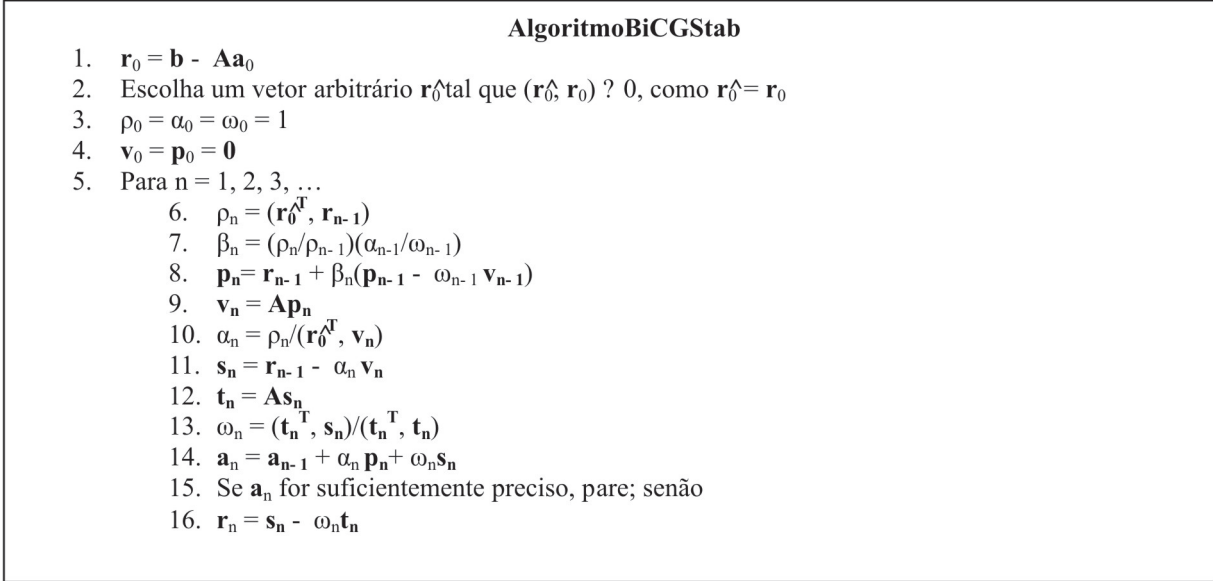 AlgoritmoBiCGStab
1. r₀ = b - Aa₀
2. Escolha um vetor arbitrário r₀^tal que (r₀^, r₀) ? 0, como r₀^= r₀
3. ρ₀ = α₀ = ω₀ = 1
4. v₀ = p₀ = 0
5. Para n = 1, 2, 3, …
6. ρₙ = (r₀^ᵀ, rₙ₋₁)
7. βₙ = (ρₙ/ρₙ₋₁)(αₙ₋₁/ωₙ₋₁)
8. pₙ= rₙ₋₁ + βₙ(pₙ₋₁ - ωₙ₋₁ vₙ₋₁)
9. vₙ = Apₙ
10. αₙ = ρₙ/(r₀^ᵀ, vₙ)
11. sₙ = rₙ₋₁ - αₙ vₙ
12. tₙ = Asₙ
13. ωₙ = (tₙᵀ, sₙ)/(tₙᵀ, tₙ)
14. aₙ = aₙ₋₁ + αₙ pₙ+ ωₙsₙ
15. Se aₙ for suficientemente preciso, pare; senão
16. rₙ = sₙ - ωₙtₙ